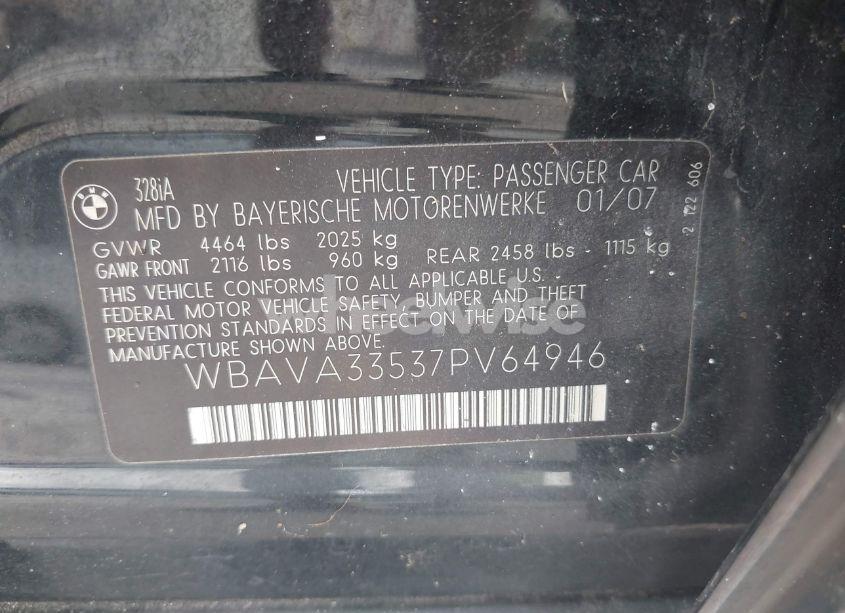 BMW
328iA VEHICLE TYPE: PASSENGER CAR
MFD BY BAYERISCHE MOTORENWERKE 01/07
GVWR 4464 lbs 2025 kg
GAWR FRONT 2116 lbs 960 kg REAR 2458 lbs - 1115 kg
THIS VEHICLE CONFORMS TO ALL APPLICABLE U.S.
FEDERAL MOTOR VEHICLE SAFETY, BUMPER AND THEFT
PREVENTION STANDARDS IN EFFECT ON THE DATE OF
MANUFACTURE SHOWN ABOVE.
WBAVA33537PV64946
2 122 606